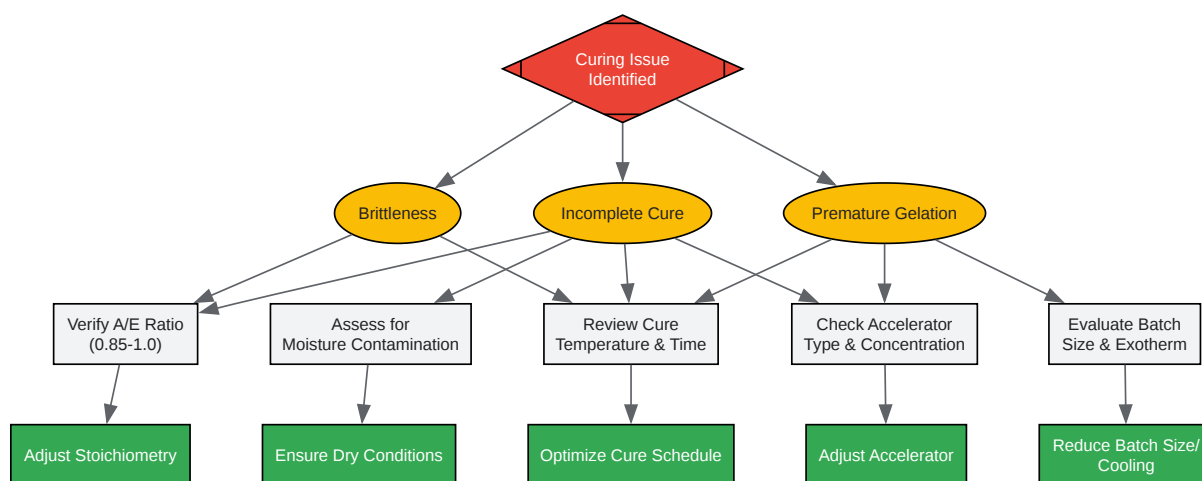 Curing Issue
Identified
Brittleness
Incomplete Cure
Premature Gelation
Verify A/E Ratio
(0.85-1.0)
Assess for
Moisture Contamination
Review Cure
Temperature & Time
Check Accelerator
Type & Concentration
Evaluate Batch
Size & Exotherm
Adjust Stoichiometry
Ensure Dry Conditions
Optimize Cure Schedule
Adjust Accelerator
Reduce Batch Size/
Cooling